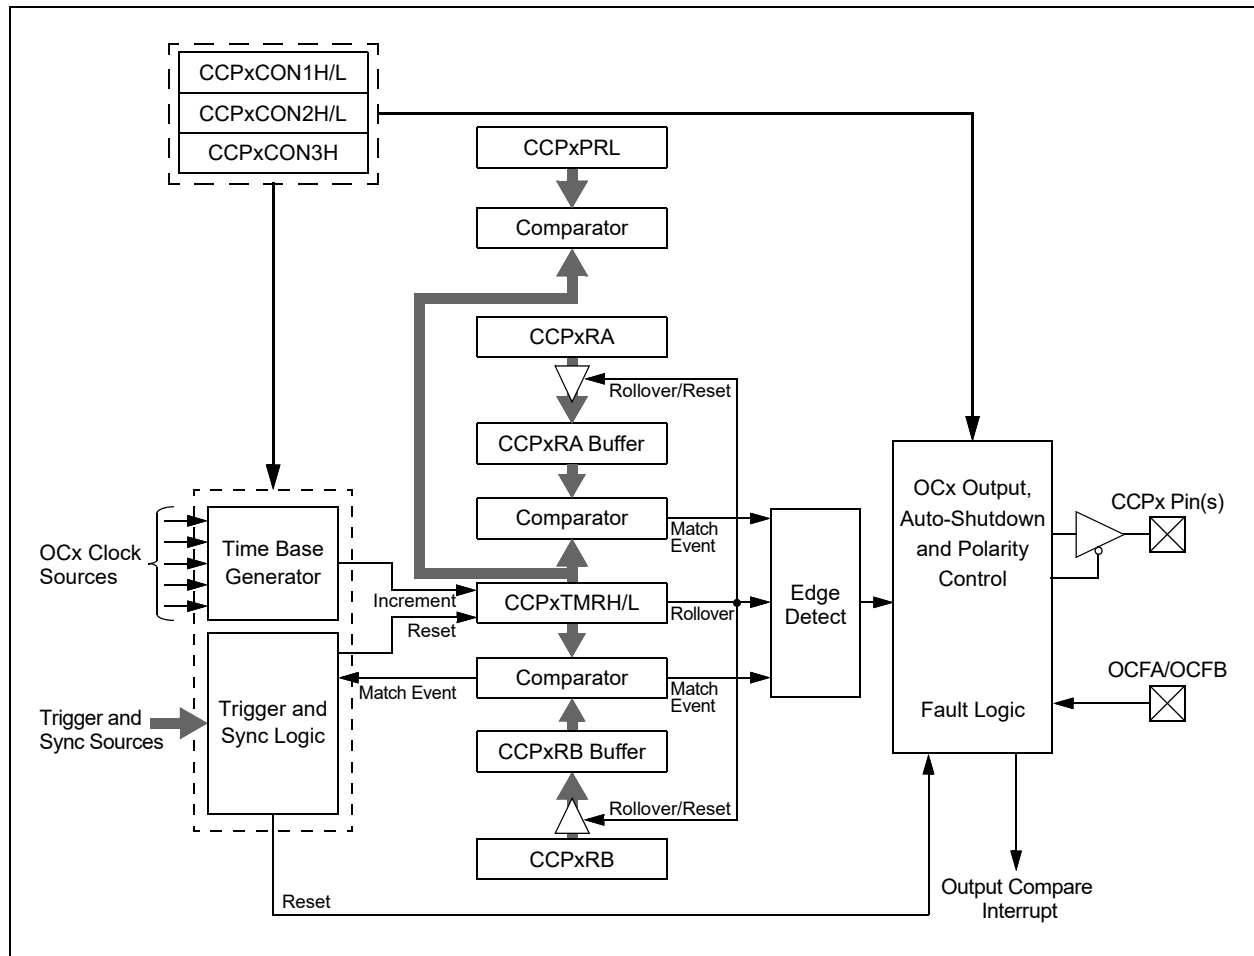 CCPxCON1H/L
CCPxCON2H/L
CCPxCON3H
CCPxPRL
Comparator
CCPxRA
Rollover/Reset
CCPxRA Buffer
Comparator
Match
Event
OCx Clock
Sources
Time Base
Generator
Increment
Reset
CCPxTMRH/L
Rollover
Edge
Detect
OCx Output,
Auto-Shutdown
and Polarity
Control
CCPx Pin(s)
OCFA/OCFB
Fault Logic
Trigger and
Sync Sources
Trigger and
Sync Logic
Match Event
Comparator
Match
Event
CCPxRB Buffer
Rollover/Reset
CCPxRB
Reset
Output Compare
Interrupt